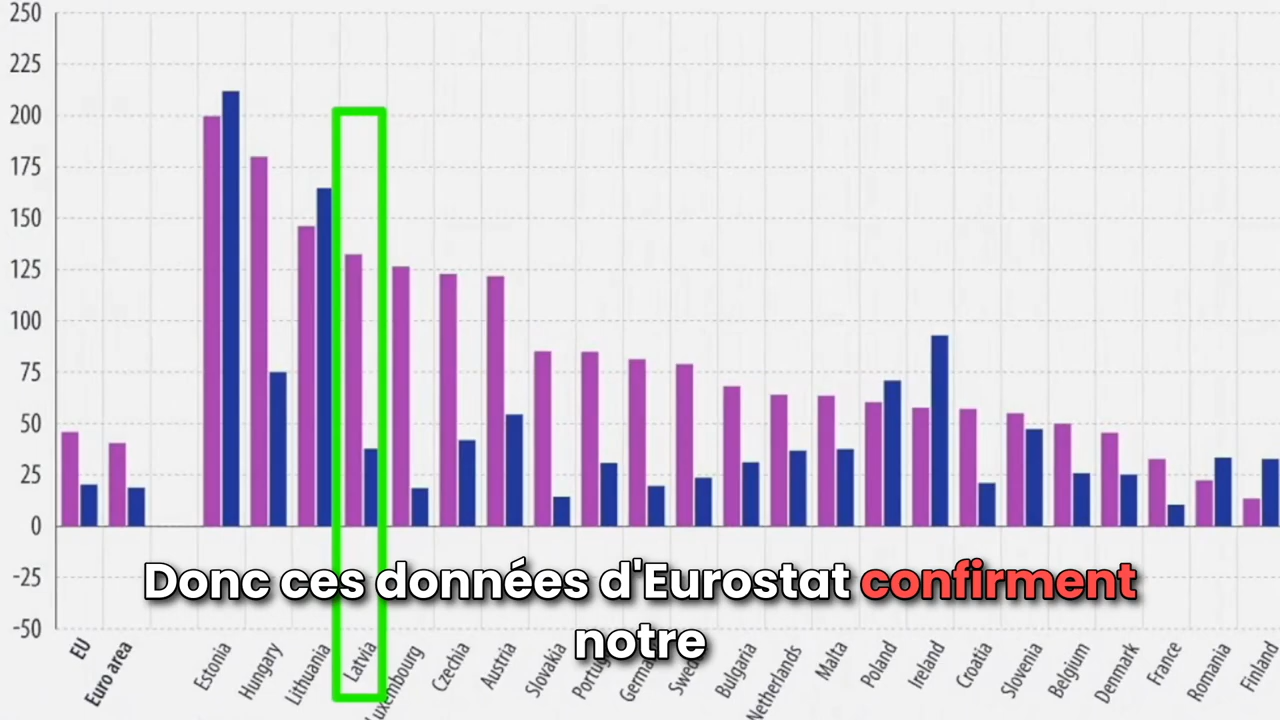 250
225
200
175
150
125
100
75
50
25
0
-25
-50
Donc ces données d'Eurostat confirment
notre
EU
Euro area
Estonia
Hungary
Lithuania
Latvia
Luxembourg
Czechia
Austria
Slovakia
Bulgaria
Netherlands
Malta
Poland
Ireland
Croatia
Slovenia
Belgium
Denmark
France
Romania
Finland